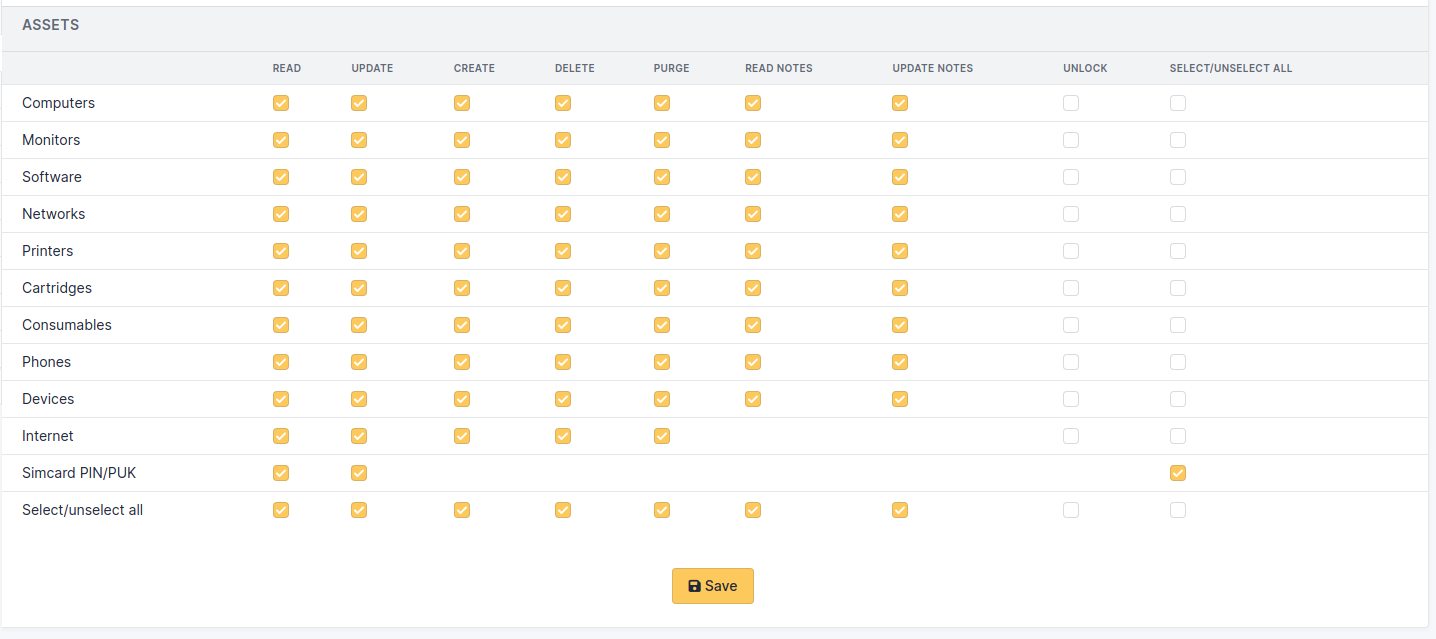 ASSETS
READ UPDATE CREATE DELETE PURGE READ NOTES UPDATE NOTES UNLOCK SELECT/UNSELECT ALL
Computers
Monitors
Software
Networks
Printers
Cartridges
Consumables
Phones
Devices
Internet
Simcard PIN/PUK
Select/unselect all
Save